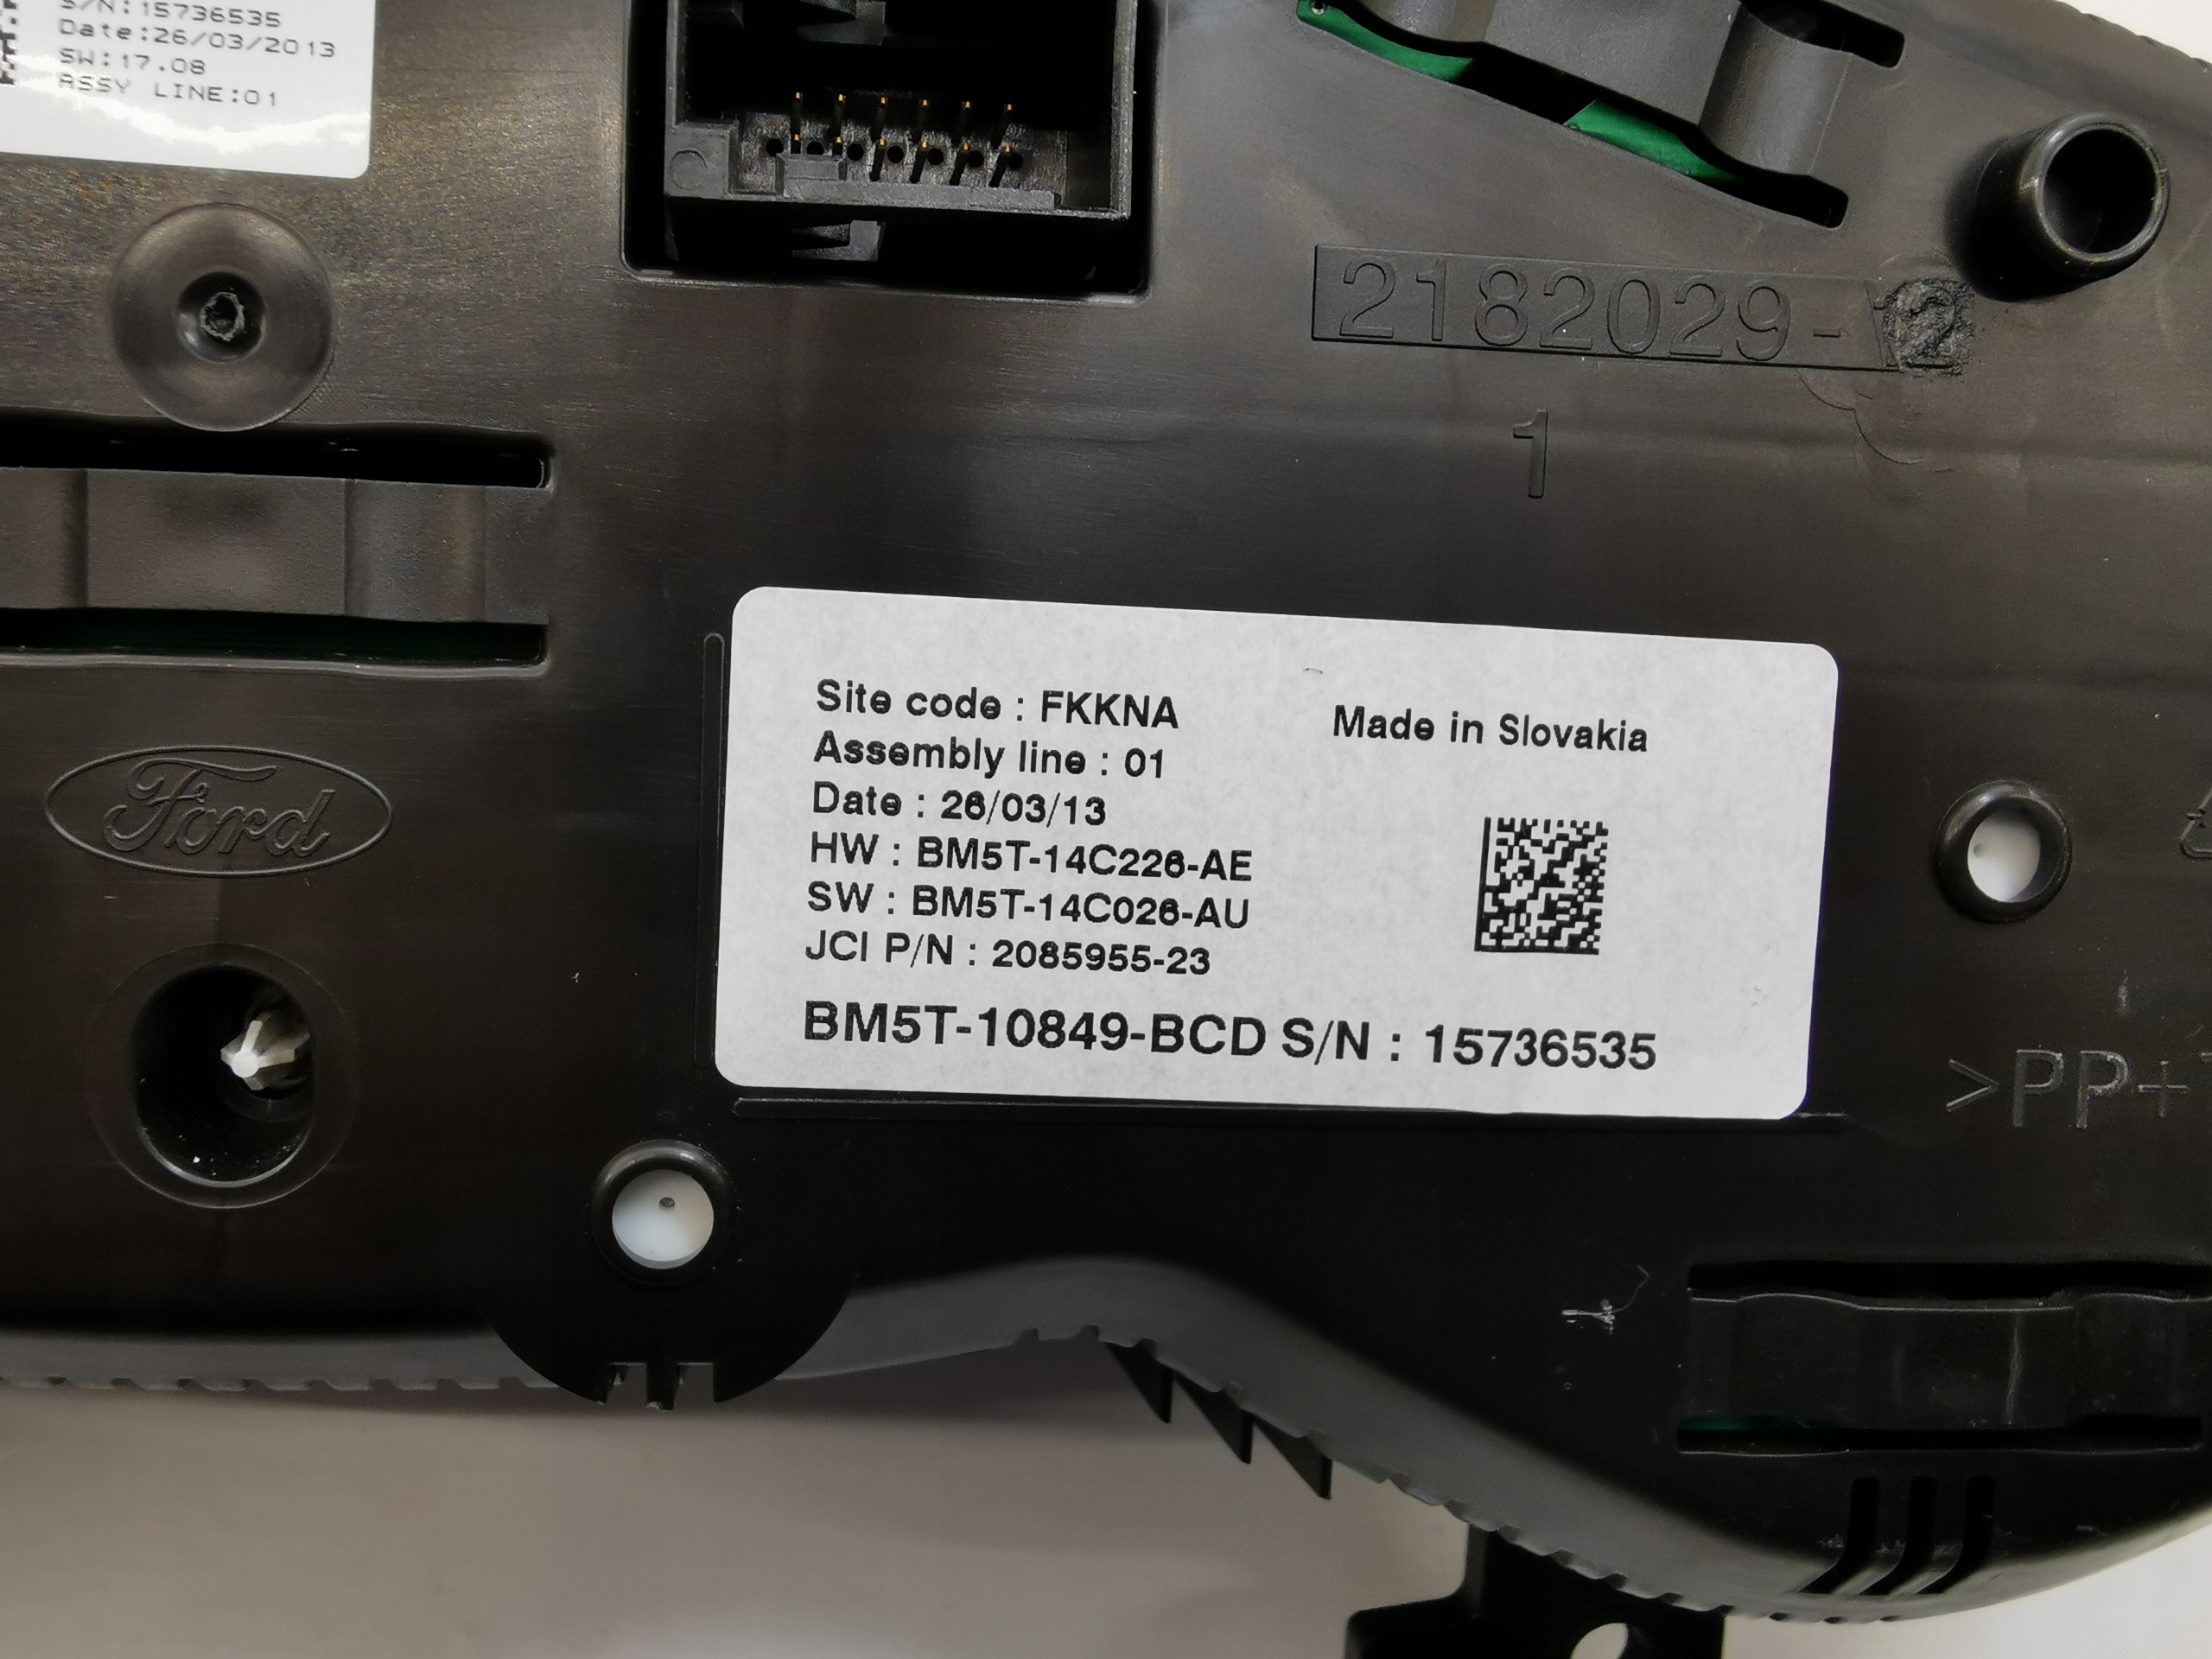 S/N:15736535
Date:26/03/2013
SW:17.08
ASSY LINE:01
2182029-
1
Ford
Site code : FKKNA
Made in Slovakia
Assembly line : 01
Date : 26/03/13
HW : BM5T-14C226-AE
SW : BM5T-14C026-AU
JCI P/N : 2085955-23
BM5T-10849-BCD S/N : 15736535
>PP+